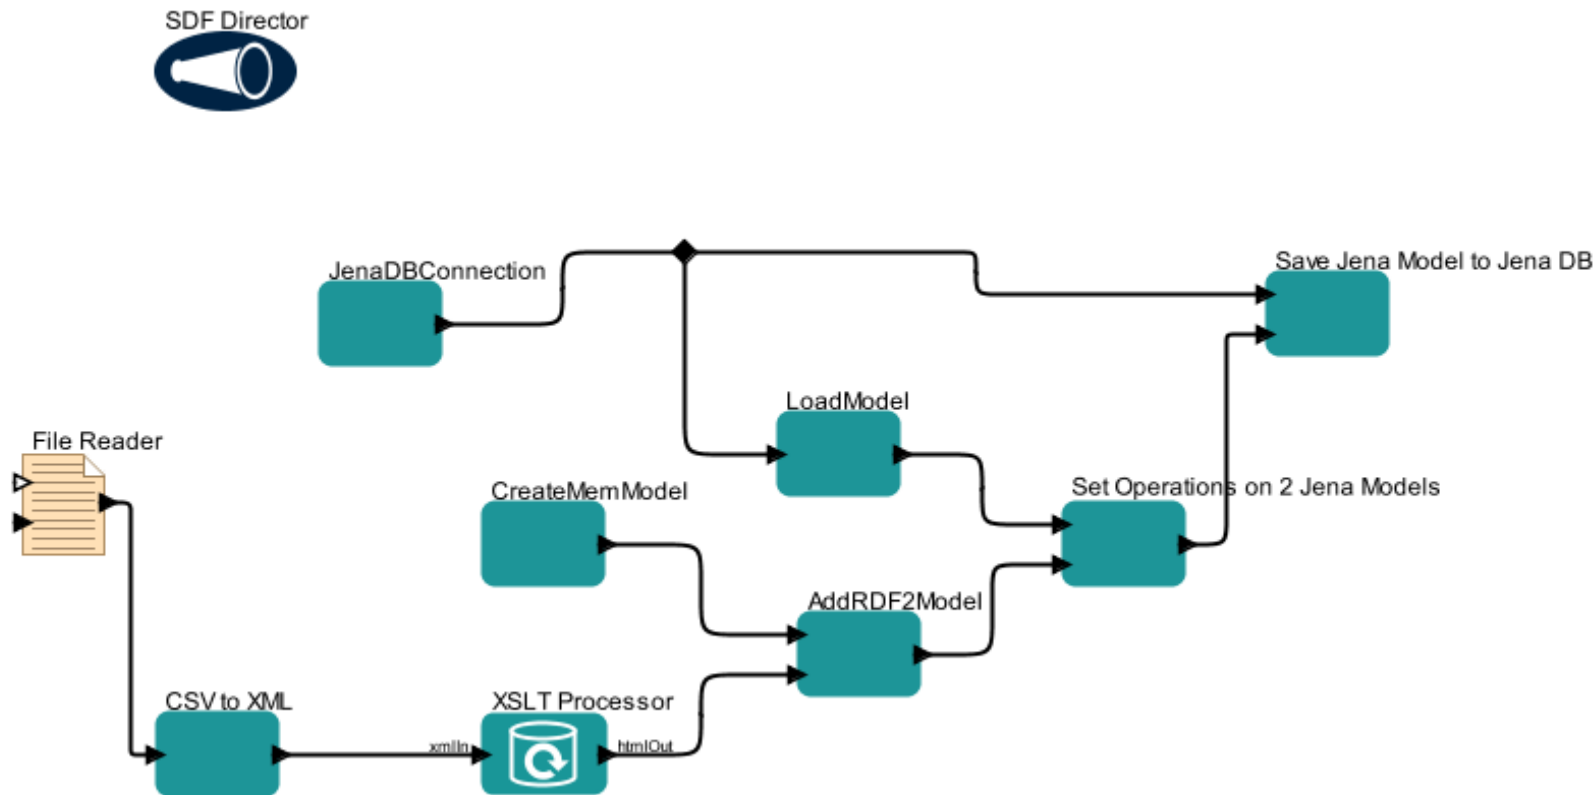 SDF Director
JenaDBConnection
Save Jena Model to Jena DB
LoadModel
File Reader
CreateMemModel
Set Operations on 2 Jena Models
AddRDF2Model
CSV to XML
XSLT Processor
xmlIn
htmlOut